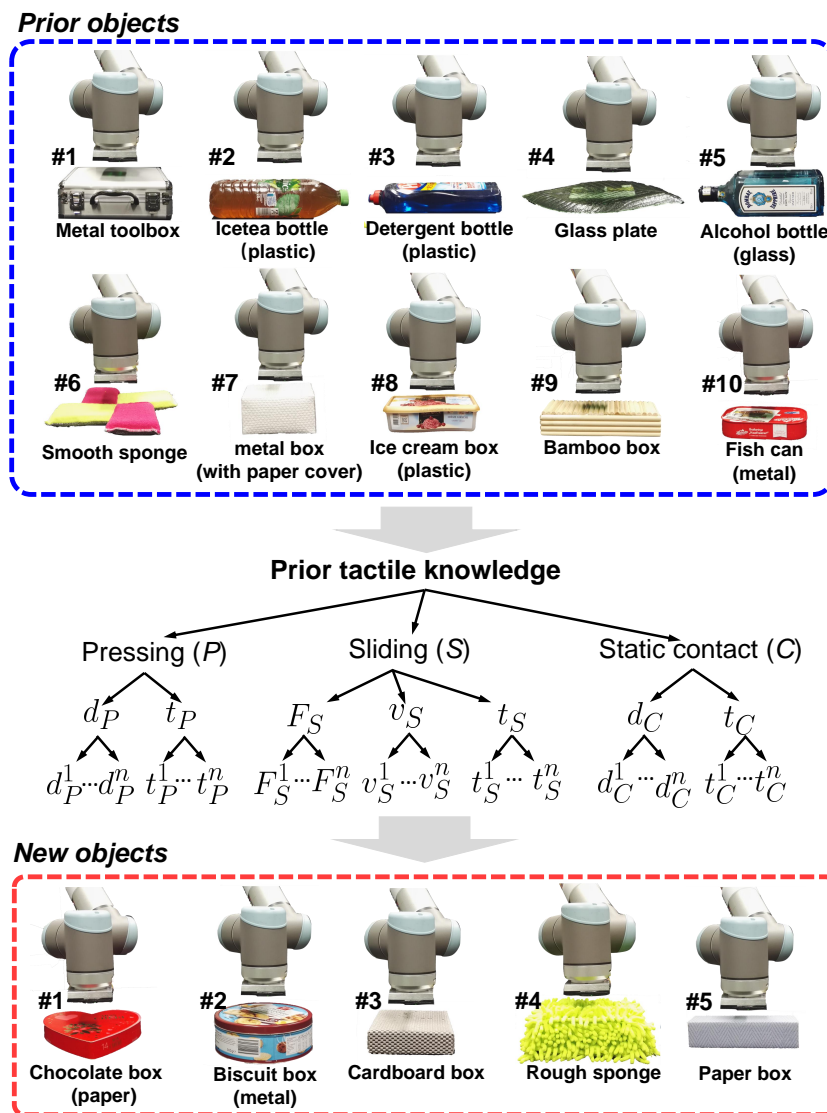 Prior objects
#1
#2
#3
#4
#5
Metal toolbox
Icetea bottle
(plastic)
Detergent bottle
(plastic)
Glass plate
Alcohol bottle
(glass)
#6
#7
#8
#9
#10
Smooth sponge
metal box
(with paper cover)
Ice cream box
(plastic)
Bamboo box
Fish can
(metal)
Prior tactile knowledge
Pressing (P)
Sliding (S)
Static contact (C)
d_P t_P F_S v_S t_S d_C t_C
d_P^1...d_P^n t_P^1...t_P^n F_S^1...F_S^n v_S^1...v_S^n t_S^1...t_S^n d_C^1...d_C^n t_C^1...t_C^n
New objects
#1
#2
#3
#4
#5
Chocolate box
(paper)
Biscuit box
(metal)
Cardboard box
Rough sponge
Paper box